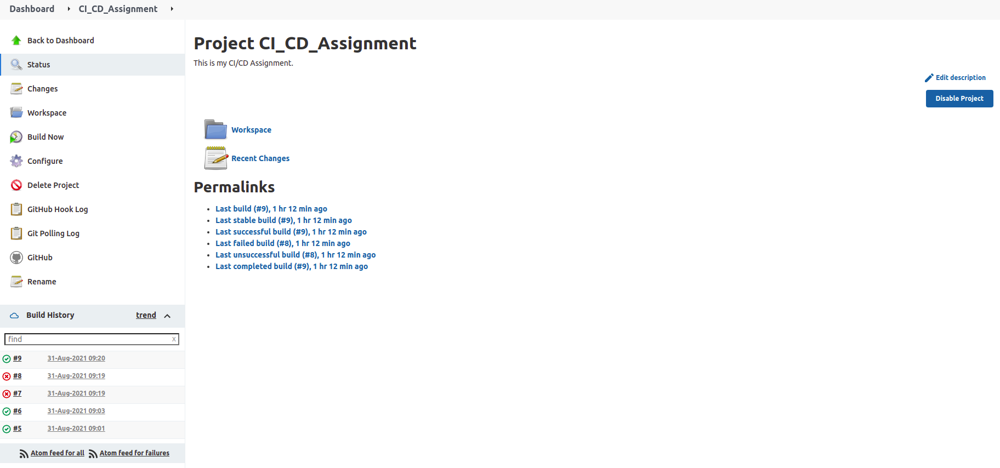 Dashboard CI_CD_Assignment
Back to Dashboard
Status
Changes
Workspace
Build Now
Configure
Delete Project
GitHub Hook Log
Git Polling Log
GitHub
Rename
Build History trend
find x
#9 31-Aug-2021 09:20
#8 31-Aug-2021 09:19
#7 31-Aug-2021 09:19
#6 31-Aug-2021 09:03
#5 31-Aug-2021 09:01
Atom feed for all Atom feed for failures
Project CI_CD_Assignment
This is my CI/CD Assignment.
Edit description
Disable Project
Workspace
Recent Changes
Permalinks
Last build (#9), 1 hr 12 min ago
Last stable build (#9), 1 hr 12 min ago
Last successful build (#9), 1 hr 12 min ago
Last failed build (#8), 1 hr 12 min ago
Last unsuccessful build (#8), 1 hr 12 min ago
Last completed build (#9), 1 hr 12 min ago